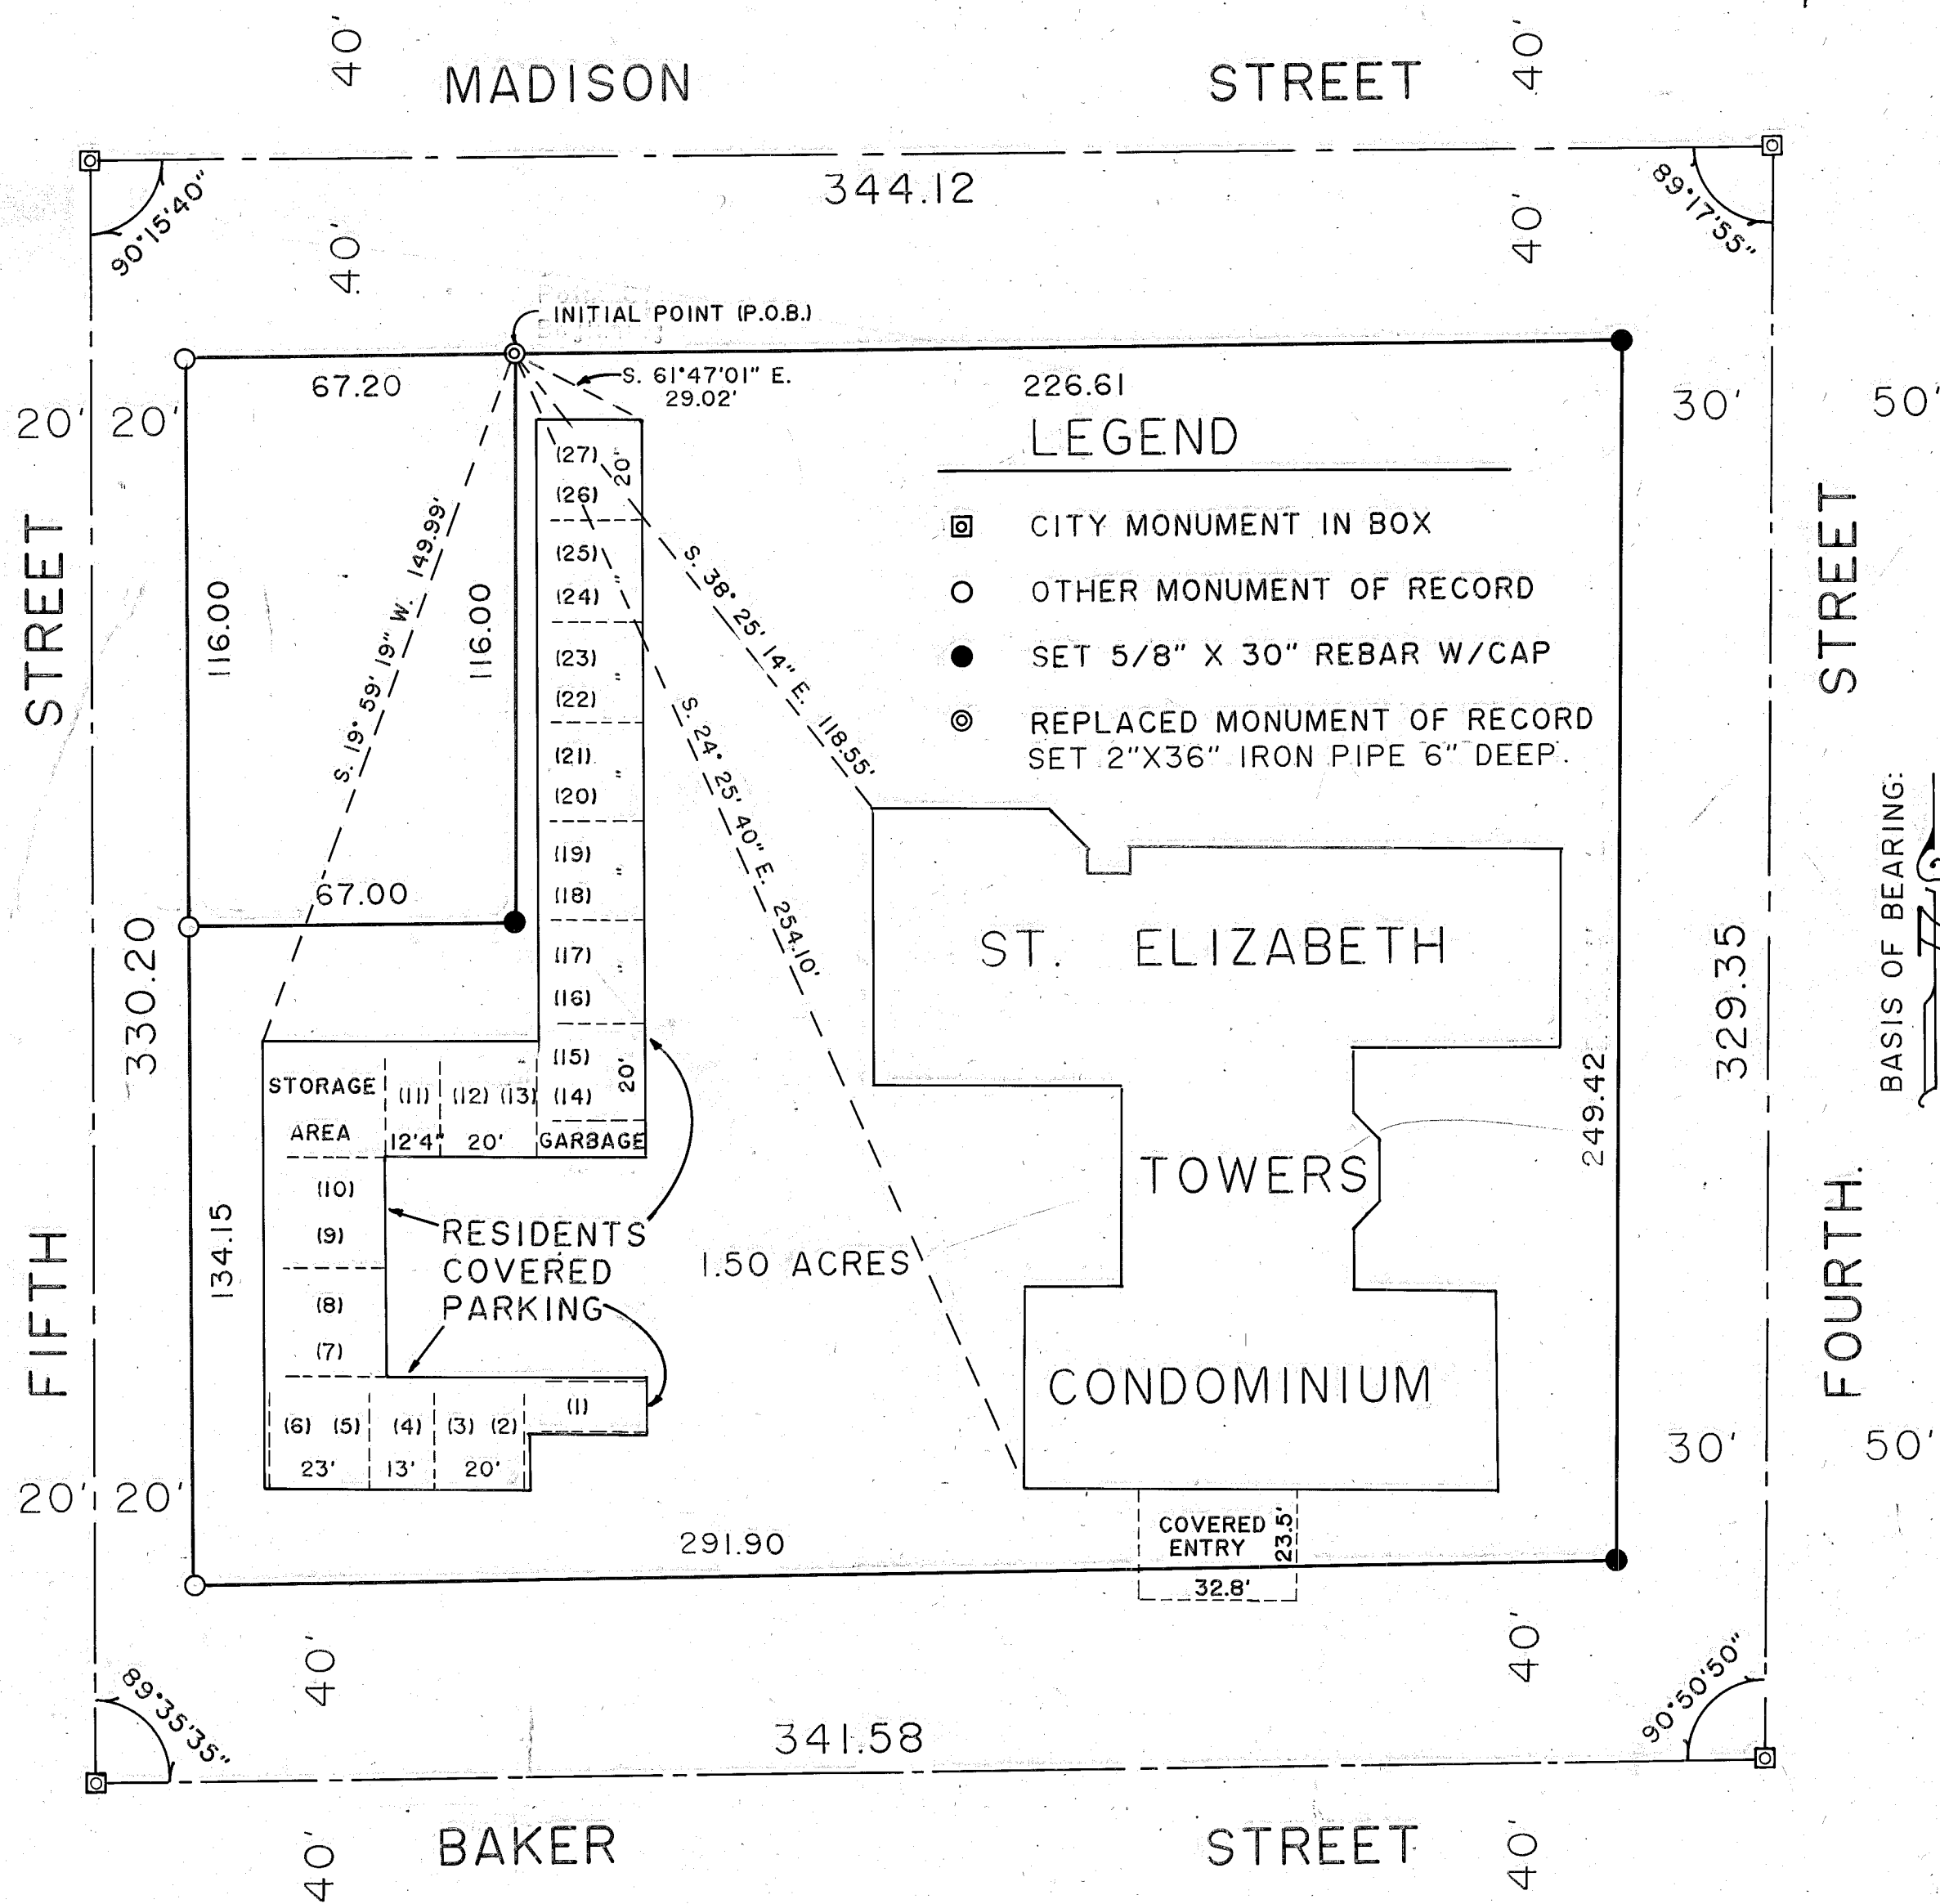 40' 40'
MADISON STREET
344.12
90°15'40" 89°17'55"
40' 40'
INITIAL POINT (P.O.B.)
67.20
S. 61°47'01" E.
29.02'
226.61
20' 20' 30' 50'
LEGEND
CITY MONUMENT IN BOX
OTHER MONUMENT OF RECORD
SET 5/8" X 30" REBAR W/CAP
REPLACED MONUMENT OF RECORD
SET 2"X36" IRON PIPE 6" DEEP.
(27) 20'
(26)
(25)
(24) "
(23)
(22) "
(21)
(20) "
(19)
(18) "
(17)
(16) "
(15)
(14) 20'
GARBAGE
S. 19° 59' 19" W. 149.99'
116.00
116.00
S. 38° 25' 14" E. 118.55'
S. 24° 25' 40" E. 254.10'
67.00
FIFTH STREET
330.20
134.15
STORAGE
AREA
(11) (12) (13)
12'4" 20'
(10)
(9)
(8)
(7)
RESIDENTS
COVERED
PARKING
(1)
(6) (5) (4) (3) (2)
23' 13' 20'
1.50 ACRES
ST. ELIZABETH
TOWERS
CONDOMINIUM
249.42
329.35
FOURTH. STREET
BASIS OF BEARING:
30' 50'
20' 20'
291.90
COVERED
ENTRY
23.5'
32.8'
40' 40'
89°35'35" 90°50'50"
341.58
BAKER STREET
40' 40'